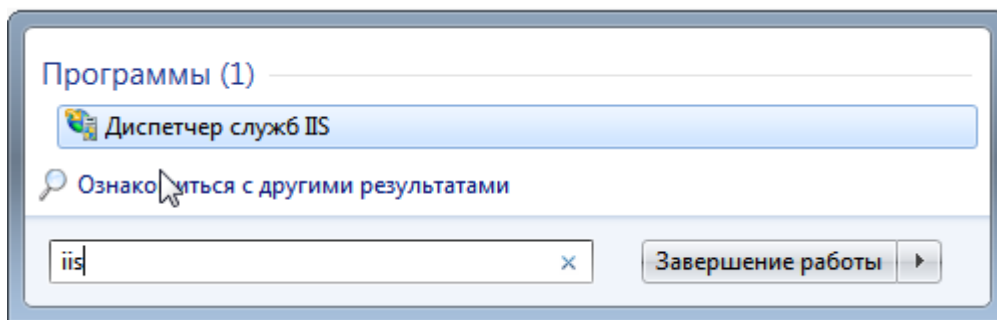 Программы (1)
Диспетчер служб IIS
Ознакомиться с другими результатами
iis
Завершение работы